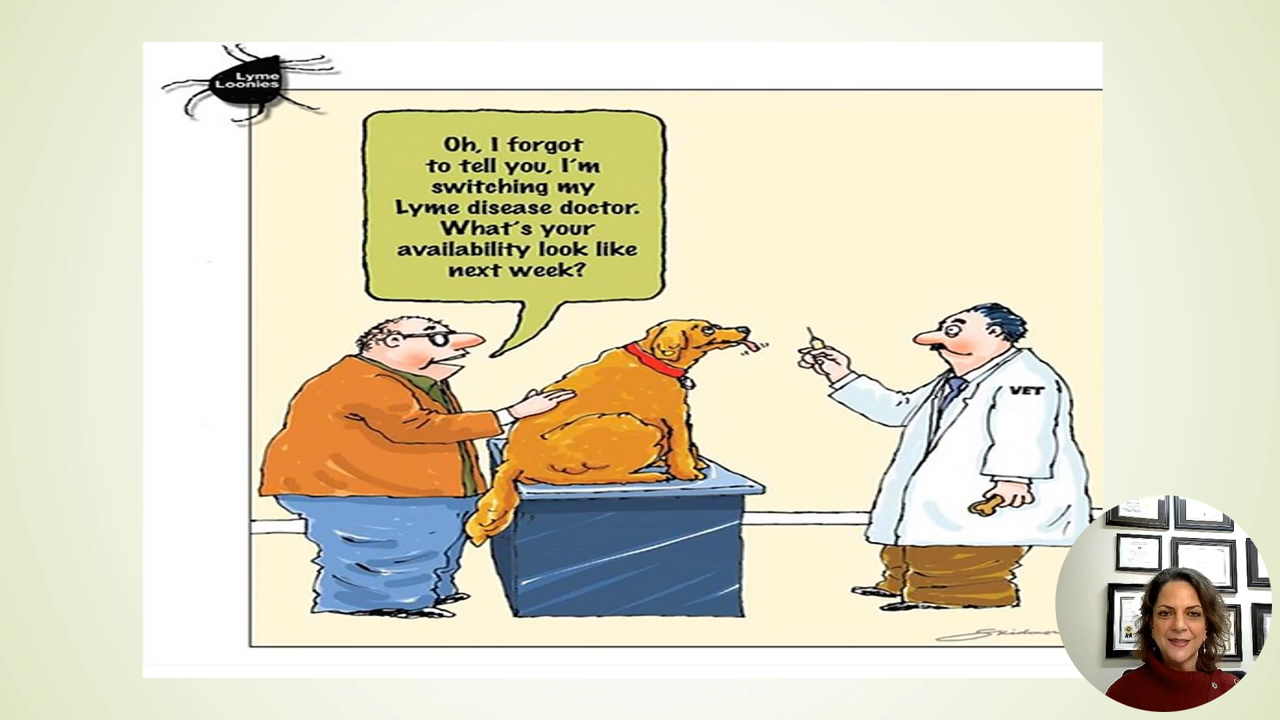 Lyme
Loonies
Oh, I forgot
to tell you, I'm
switching my
Lyme disease doctor.
What's your
availability look like
next week?
VET